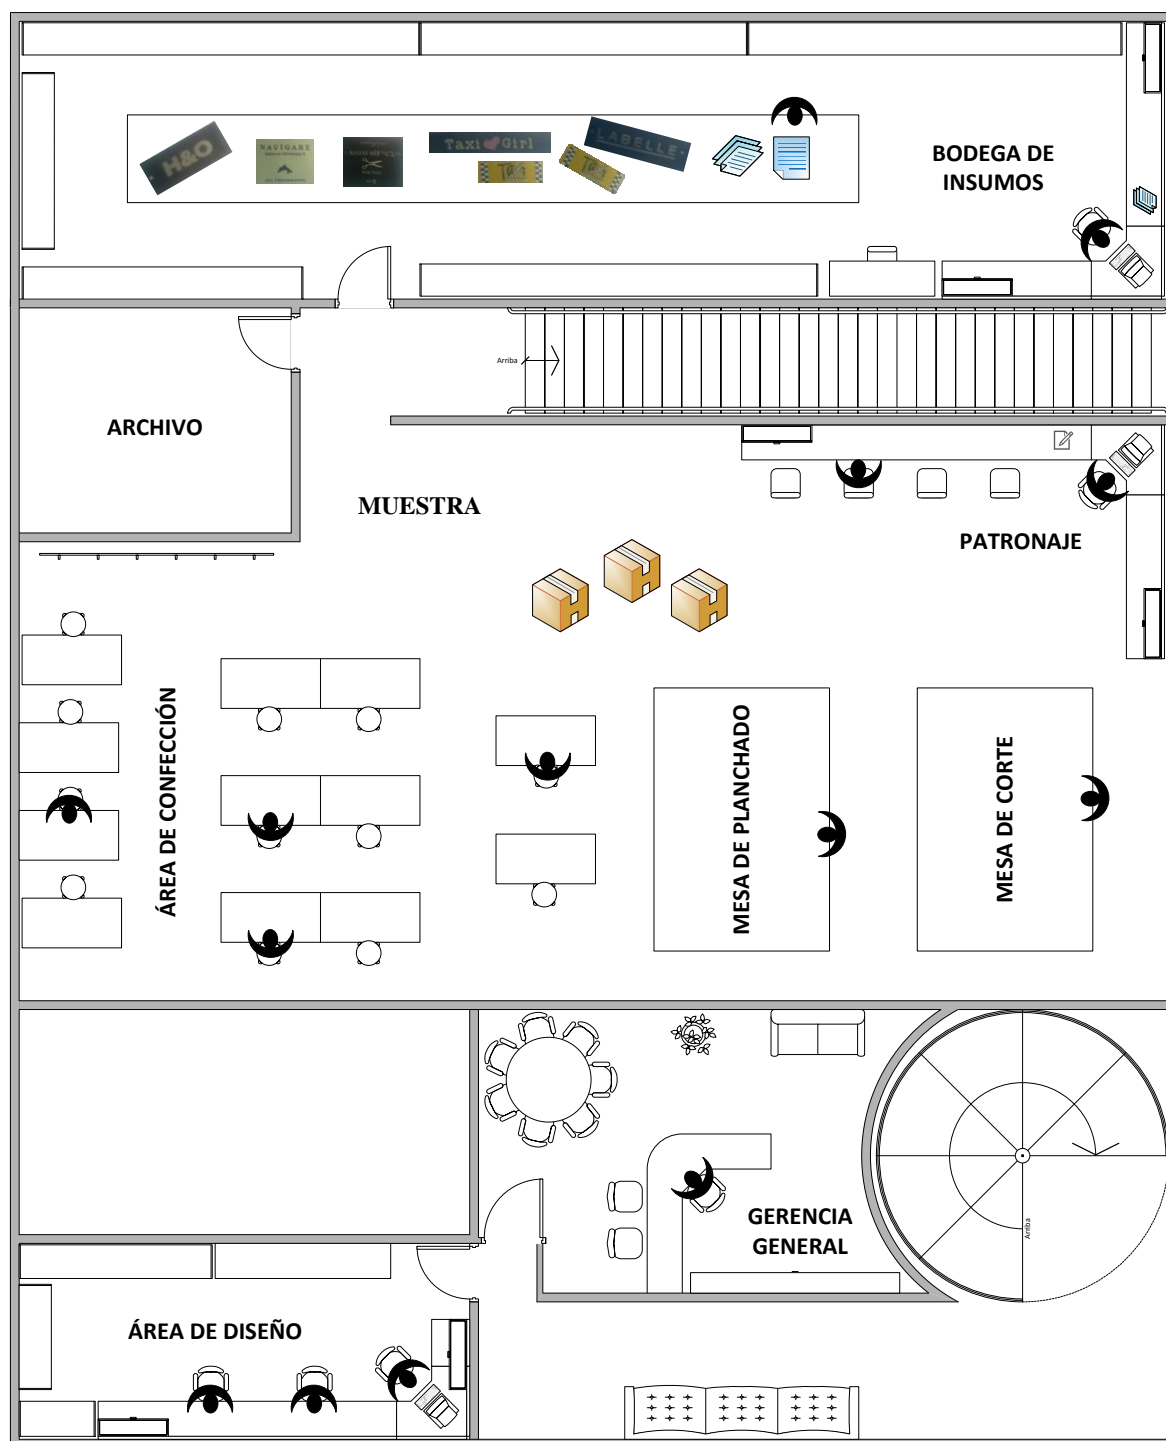 H&O
NAVIGARE
Taxi Girl
LABELLE
BODEGA DE
INSUMOS
Arriba
ARCHIVO
MUESTRA
PATRONAJE
ÁREA DE CONFECCIÓN
MESA DE PLANCHADO
MESA DE CORTE
GERENCIA
GENERAL
Arriba
ÁREA DE DISEÑO